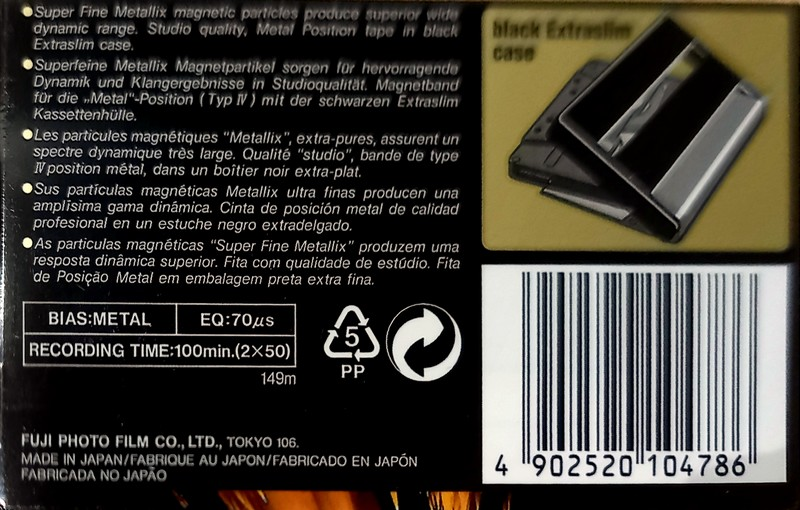 ●Super Fine Metallix magnetic particles produce superior wide
dynamic range. Studio quality, Metal Position tape in black
Extraslim case.
●Superfeine Metallix Magnetpartikel sorgen für hervorragende
Dynamik und Klangergebnisse in Studioqualität. Magnetband
für die „Metal"-Position (Typ IV) mit der schwarzen Extraslim
Kassettenhülle.
●Les particules magnétiques "Metallix", extra-pures, assurent un
spectre dynamique très large. Qualité "studio", bande de type
IV position métal, dans un boîtier noir extra-plat.
●Sus partículas magnéticas Metallix ultra finas producen una
amplísima gama dinámica. Cinta de posición metal de calidad
profesional en un estuche negro extradelgado.
●As particulas magnéticas "Super Fine Metallix" produzem uma
resposta dinâmica superior. Fita com qualidade de estúdio. Fita
de Posição Metal em embalagem preta extra fina.
black Extraslim
case
BIAS:METAL EQ:70μs
RECORDING TIME:100min.(2×50)
149m
5
PP
FUJI PHOTO FILM CO., LTD., TOKYO 106.
MADE IN JAPAN/FABRIQUE AU JAPON/FABRICADO EN JAPÓN
FABRICADA NO JAPÃO
4 902520 104786